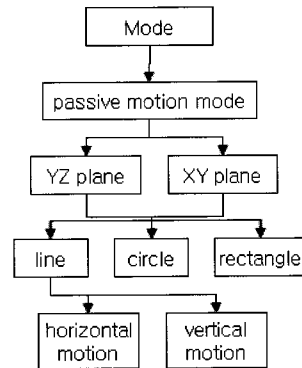 Mode
passive motion mode
YZ plane
XY plane
line
circle
rectangle
horizontal
motion
vertical
motion